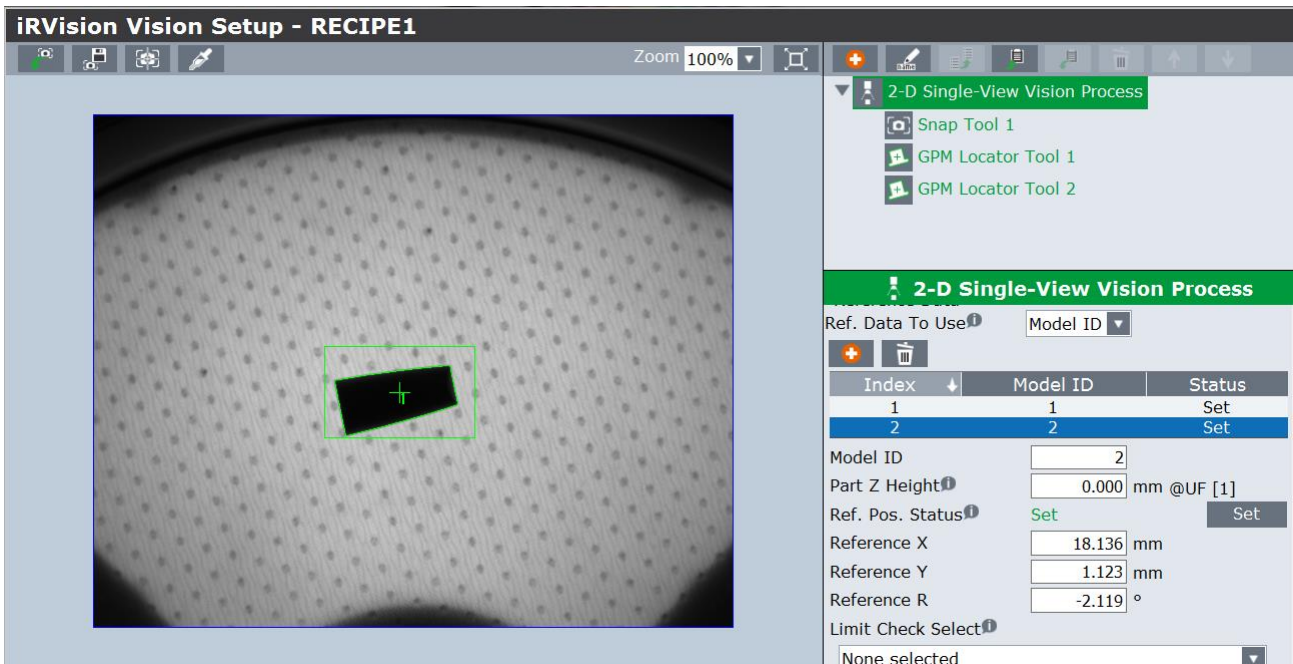 iRVision Vision Setup - RECIPE1
Zoom 100%
2-D Single-View Vision Process
Snap Tool 1
GPM Locator Tool 1
GPM Locator Tool 2
2-D Single-View Vision Process
Reference Data
Ref. Data To Use Model ID
Index Model ID Status
1 1 Set
2 2 Set
Model ID 2
Part Z Height 0.000 mm @UF [1]
Ref. Pos. Status Set Set
Reference X 18.136 mm
Reference Y 1.123 mm
Reference R -2.119 °
Limit Check Select
None selected